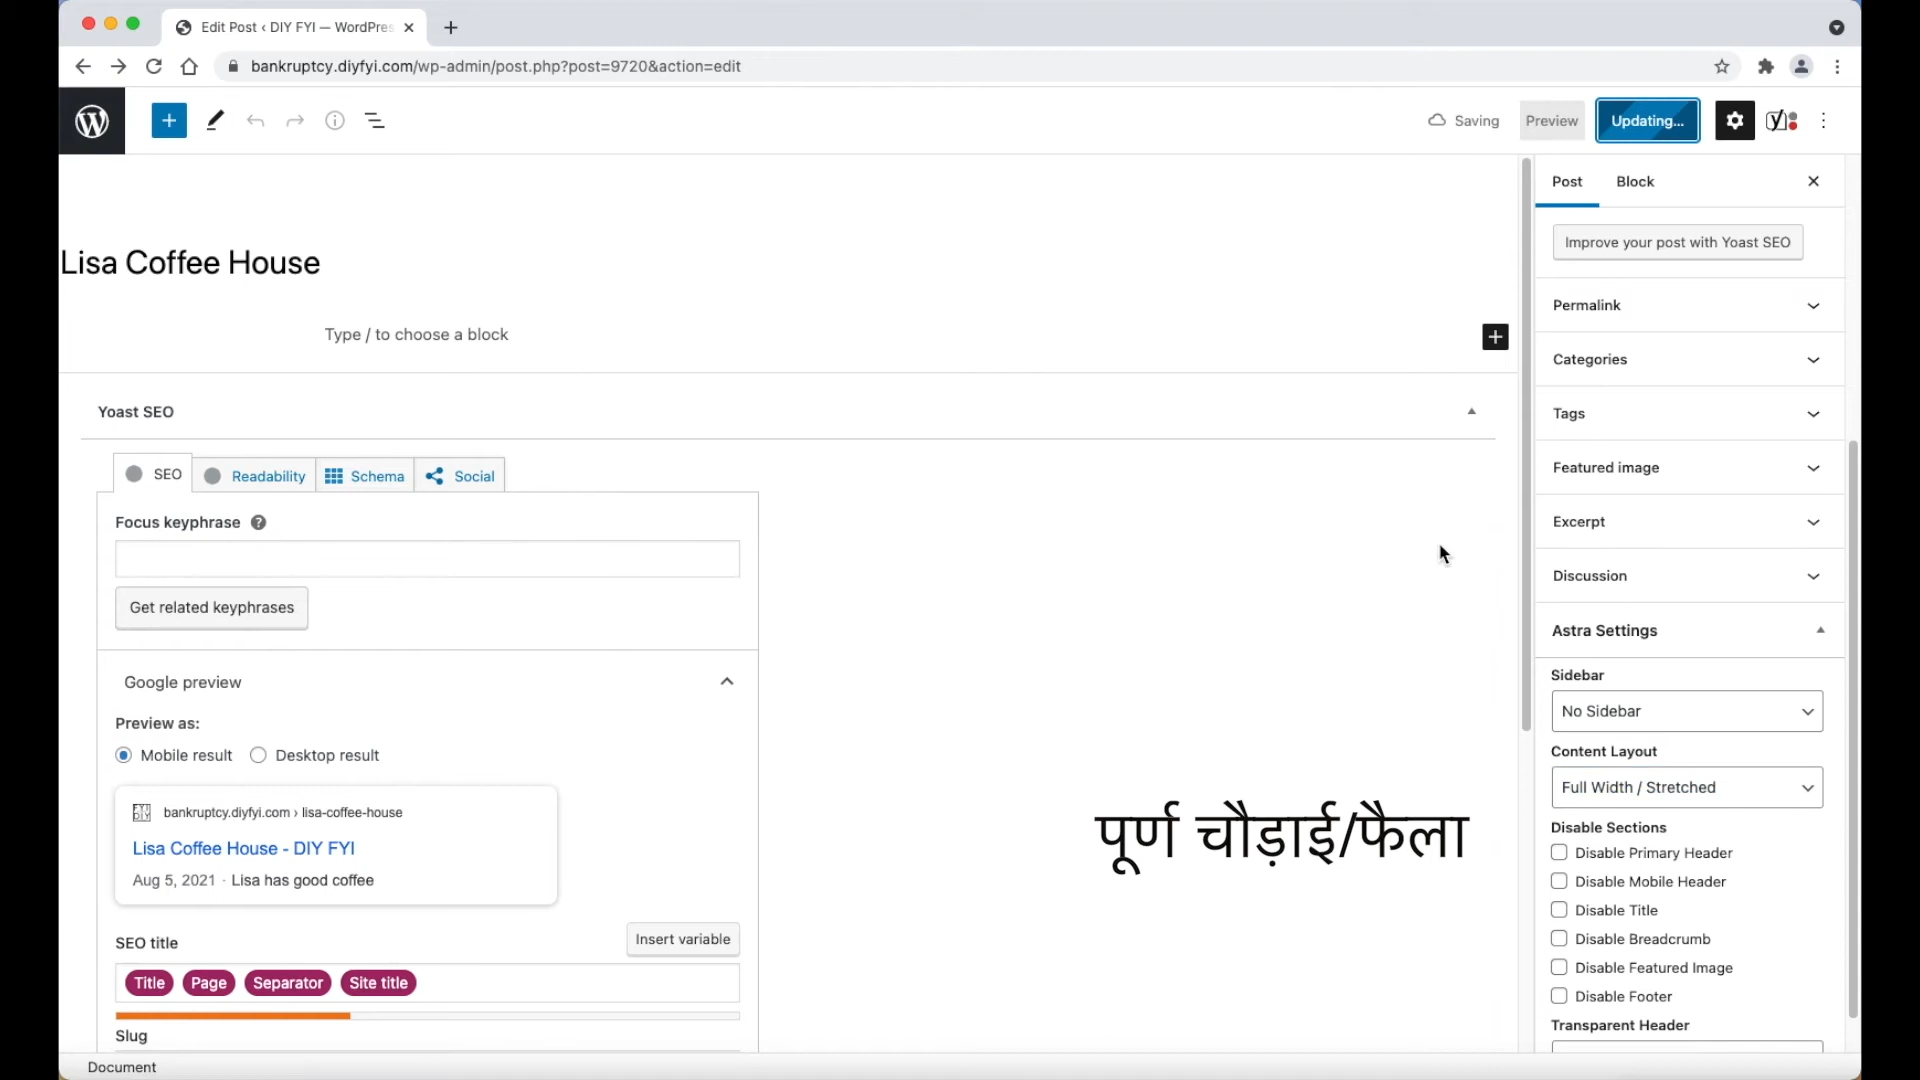 Edit Post ‹ DIY FYI — WordPres
bankruptcy.diyfyi.com/wp-admin/post.php?post=9720&action=edit
Saving
Preview
Updating...
Post
Block
Improve your post with Yoast SEO
Lisa Coffee House
Type / to choose a block
Permalink
Categories
Tags
Featured image
Excerpt
Discussion
Astra Settings
Sidebar
No Sidebar
Content Layout
Full Width / Stretched
Disable Sections
Disable Primary Header
Disable Mobile Header
Disable Title
Disable Breadcrumb
Disable Featured Image
Disable Footer
Transparent Header
Yoast SEO
SEO
Readability
Schema
Social
Focus keyphrase
Get related keyphrases
Google preview
Preview as:
Mobile result
Desktop result
bankruptcy.diyfyi.com › lisa-coffee-house
Lisa Coffee House - DIY FYI
Aug 5, 2021 · Lisa has good coffee
पूर्ण चौड़ाई/फैला
SEO title
Insert variable
Title Page Separator Site title
Slug
Document